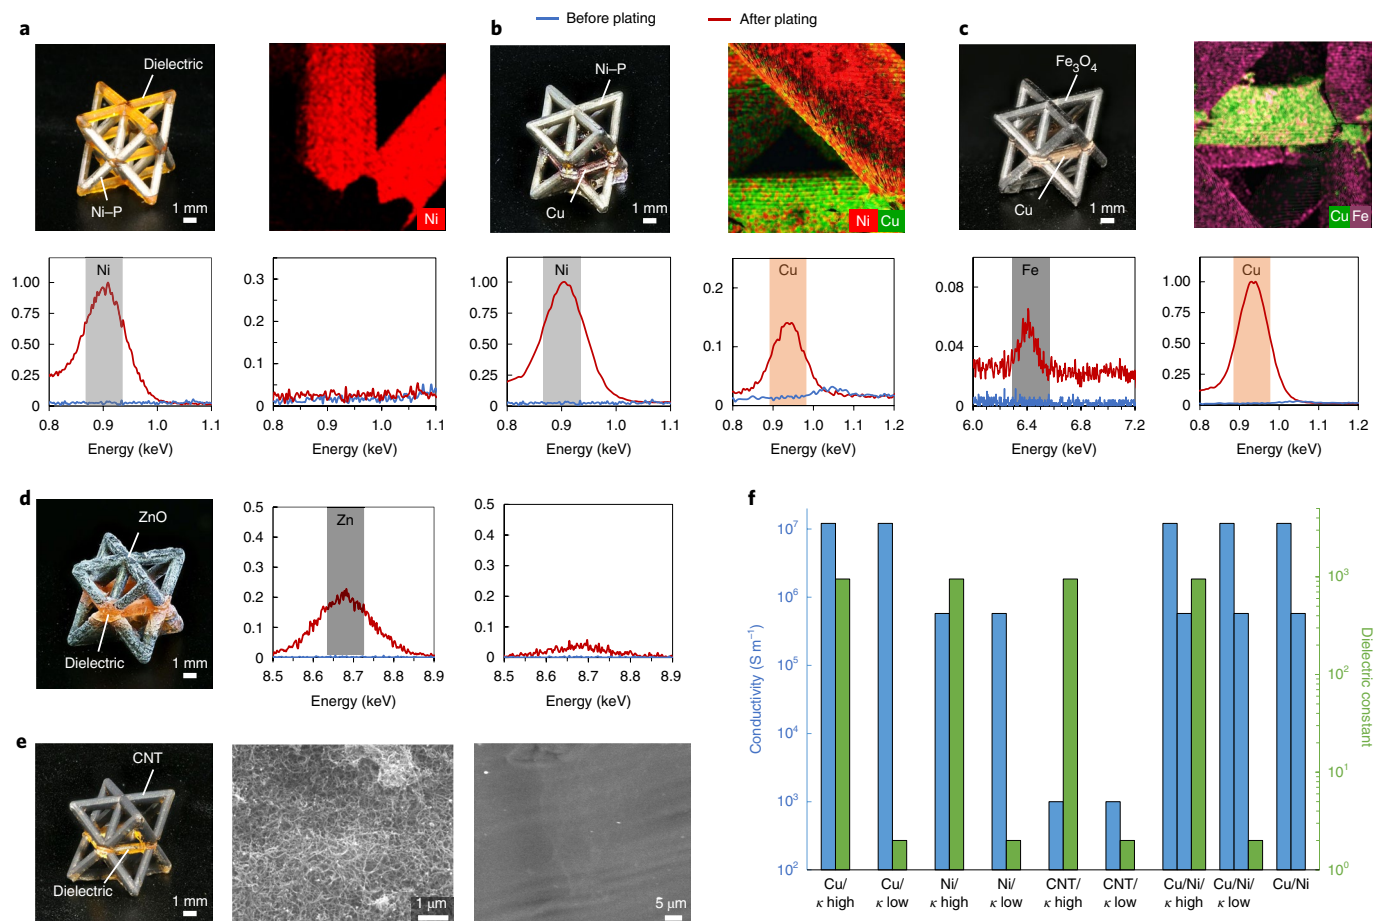 Before plating
After plating
a
Dielectric
Ni–P
1 mm
Ni
b
Ni–P
Cu
1 mm
Ni Cu
c
Fe3O4
Cu
1 mm
Cu Fe
Ni
1.00
0.75
0.50
0.25
0
0.8 0.9 1.0 1.1
Energy (keV)
0.3
0.2
0.1
0
0.8 0.9 1.0 1.1
Energy (keV)
Ni
1.00
0.75
0.50
0.25
0
0.8 0.9 1.0 1.1
Energy (keV)
Cu
0.2
0.1
0
0.8 0.9 1.0 1.1 1.2
Energy (keV)
Fe
0.08
0.04
0
6.0 6.4 6.8 7.2
Energy (keV)
Cu
1.00
0.75
0.50
0.25
0
0.8 0.9 1.0 1.1 1.2
Energy (keV)
d
ZnO
Dielectric
1 mm
Zn
0.5
0.4
0.3
0.2
0.1
0
8.5 8.6 8.7 8.8 8.9
Energy (keV)
0.5
0.4
0.3
0.2
0.1
0
8.5 8.6 8.7 8.8 8.9
Energy (keV)
e
CNT
Dielectric
1 mm
1 μm
5 μm
f
Conductivity (S m−1)
10^7
10^6
10^5
10^4
10^3
10^2
Dielectric constant
10^3
10^2
10^1
10^0
Cu/ κ high
Cu/ κ low
Ni/ κ high
Ni/ κ low
CNT/ κ high
CNT/ κ low
Cu/Ni/ κ high
Cu/Ni/ κ low
Cu/Ni